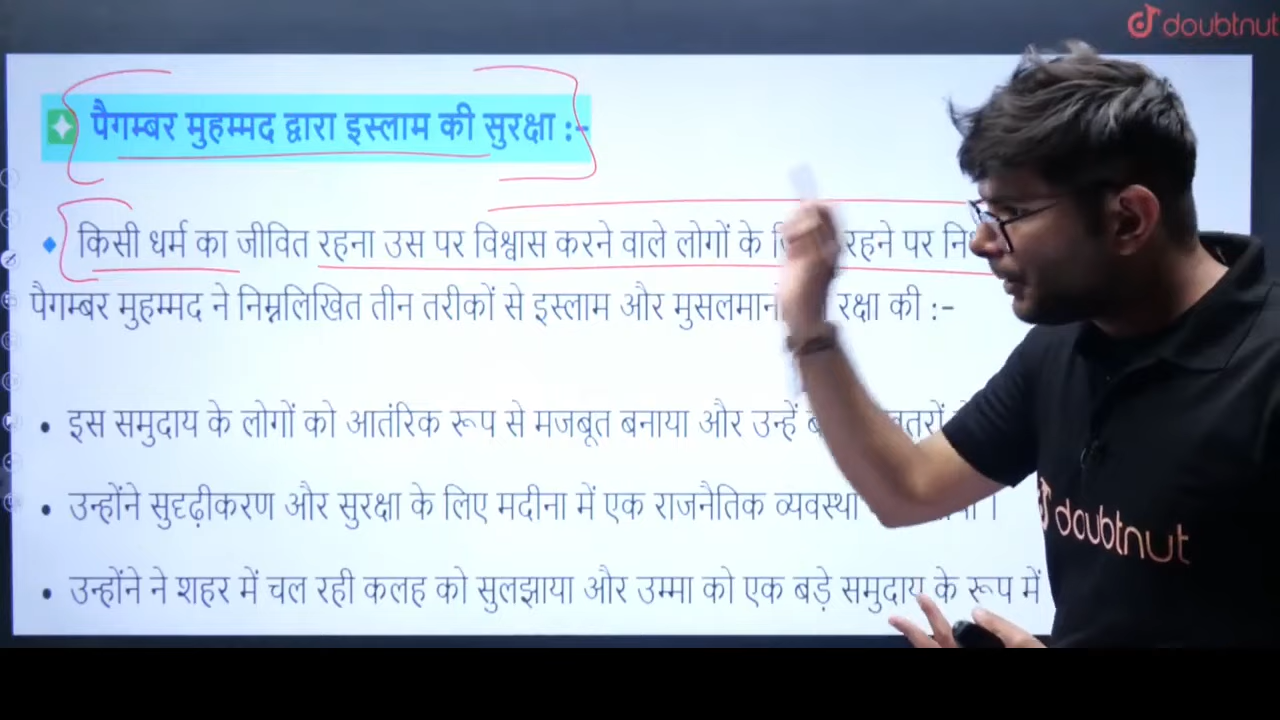 doubtnut
पैगम्बर मुहम्मद द्वारा इस्लाम की सुरक्षा :-
किसी धर्म का जीवित रहना उस पर विश्वास करने वाले लोगों के रहने पर
पैगम्बर मुहम्मद ने निम्नलिखित तीन तरीकों से इस्लाम और रक्षा की :-
इस समुदाय के लोगों को आतंरिक रूप से मजबूत बनाया और उन्हें
उन्होंने सुदृढ़ीकरण और सुरक्षा के लिए मदीना में एक राजनैतिक व्यवस्था
उन्होंने ने शहर में चल रही कलह को सुलझाया और उम्मा को एक बड़े समुदाय के रूप में
doubtnut